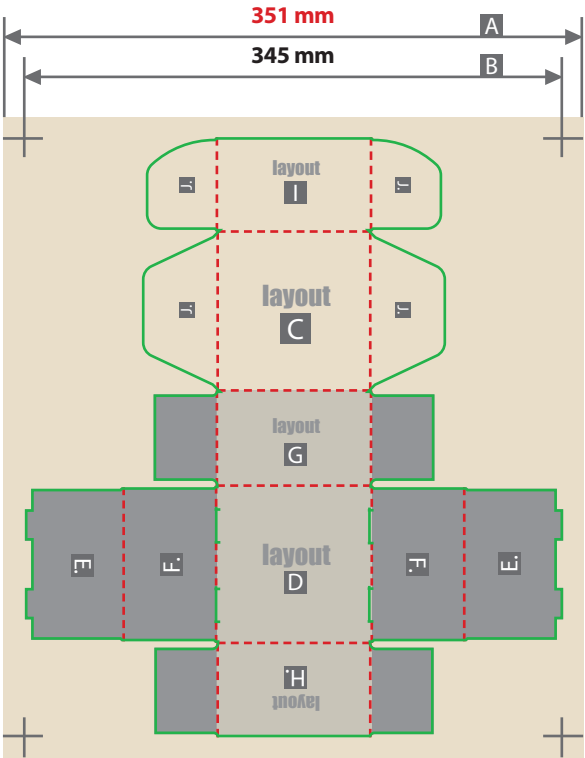 351 mm
A
345 mm
B
layout
I
J.
J.
layout
C
J.
J.
layout
G
layout
D
E.
F.
F.
E.
H.
layout